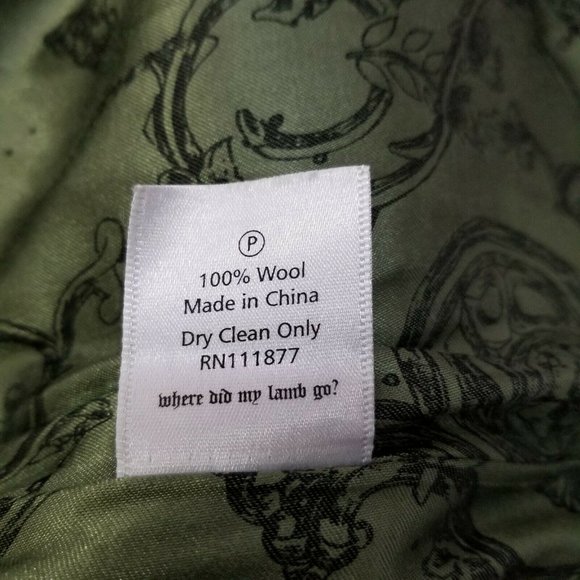 P
100% Wool
Made in China
Dry Clean Only
RN111877
where did my lamb go?